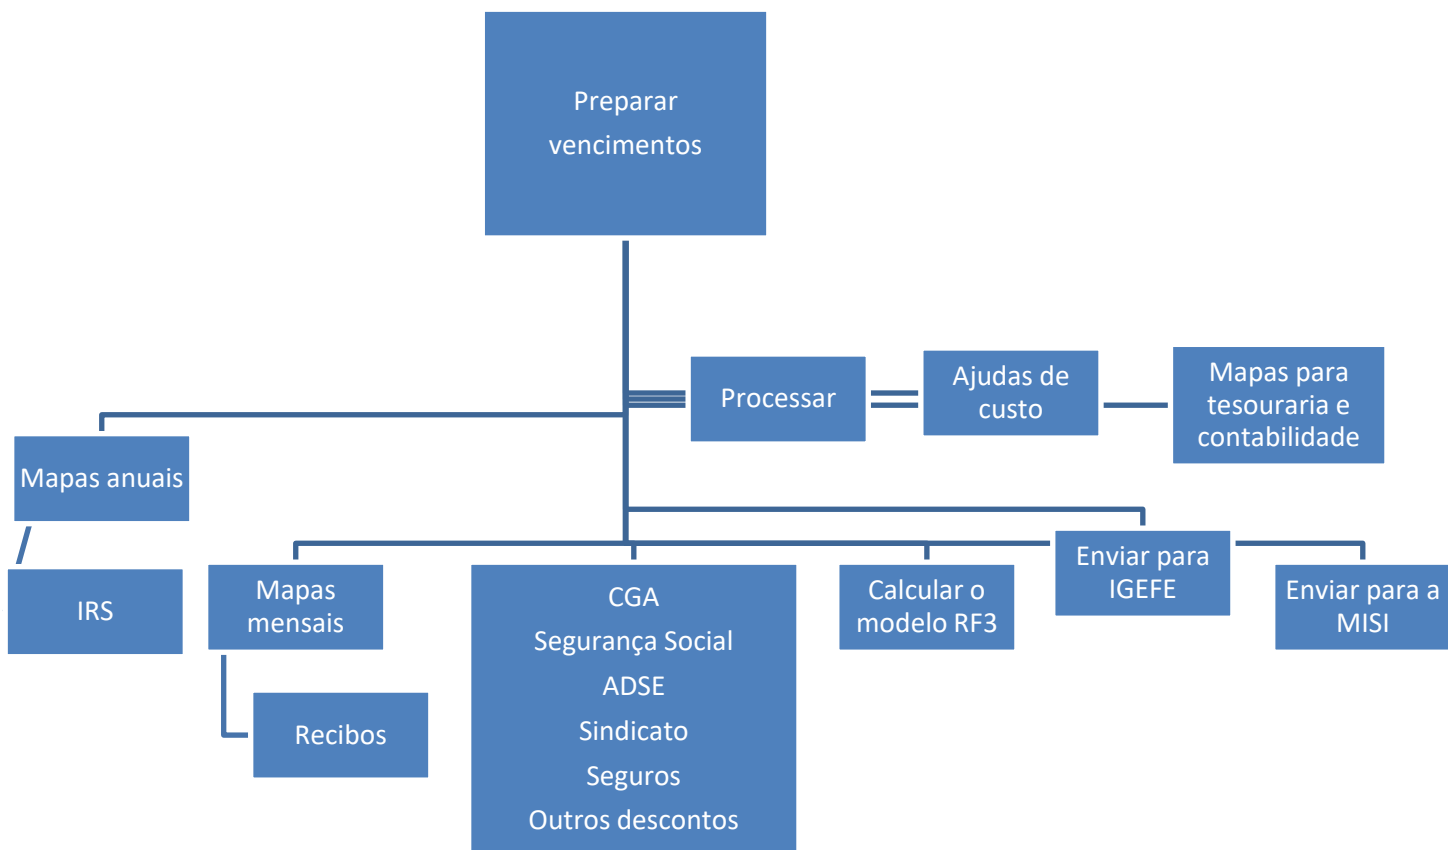 Preparar
vencimentos
Processar
Ajudas de
custo
Mapas para
tesouraria e
contabilidade
Mapas anuais
IRS
Mapas
mensais
Recibos
CGA
Segurança Social
ADSE
Sindicato
Seguros
Outros descontos
Calcular o
modelo RF3
Enviar para
IGEFE
Enviar para a
MISI